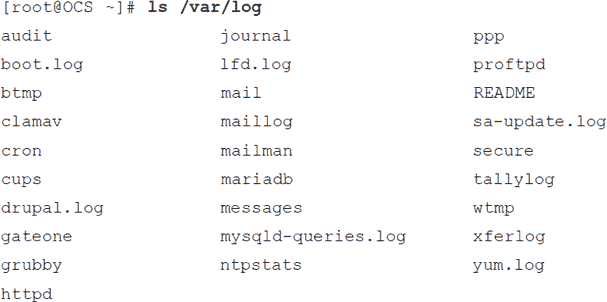 [root@OCS ~]# ls /var/log
audit journal ppp
boot.log lfd.log proftpd
btmp mail README
clamav maillog sa-update.log
cron mailman secure
cups mariadb tallylog
drupal.log messages wtmp
gateone mysqld-queries.log xferlog
grubby ntpstats yum.log
httpd